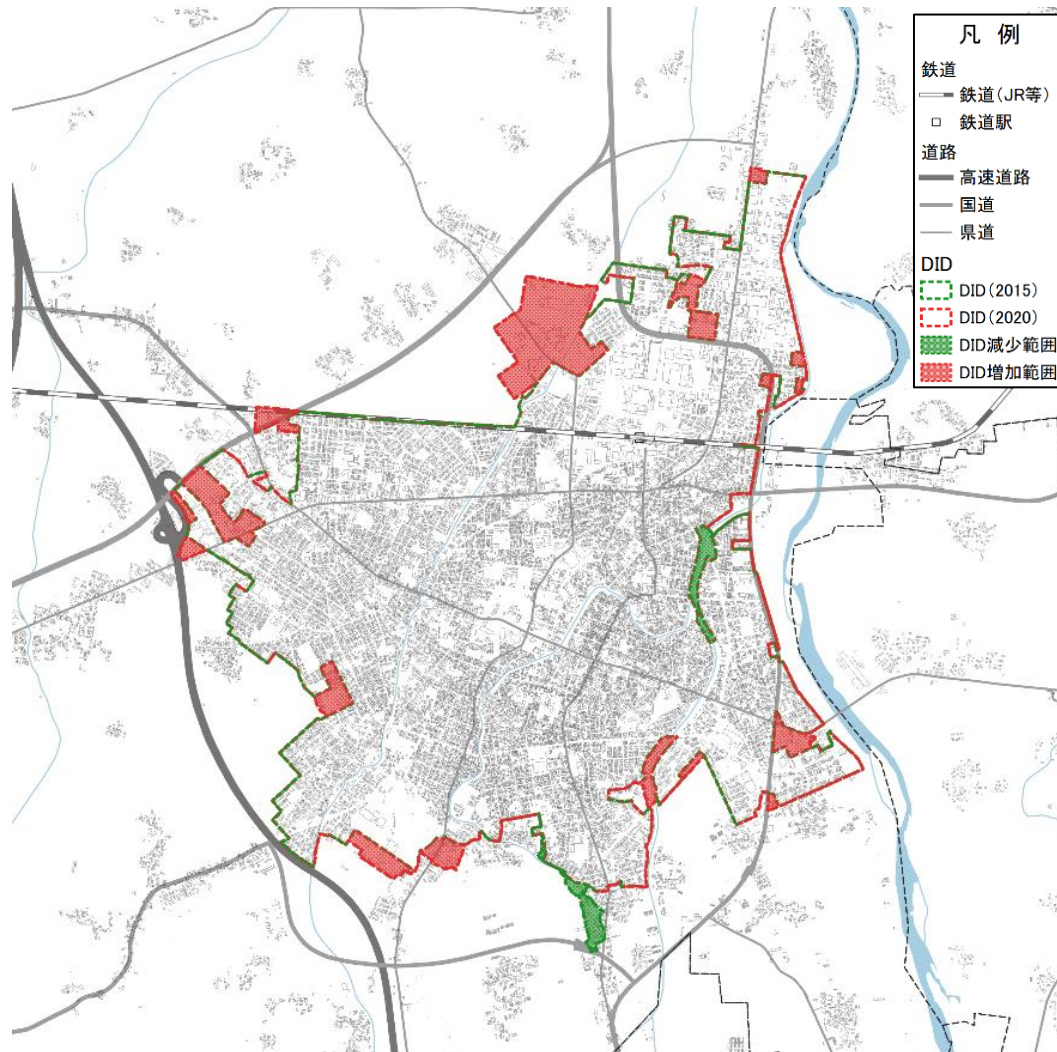 凡 例
鉄道
鉄道(JR等)
鉄道駅
道路
高速道路
国道
県道
DID
DID(2015)
DID(2020)
DID減少範囲
DID増加範囲